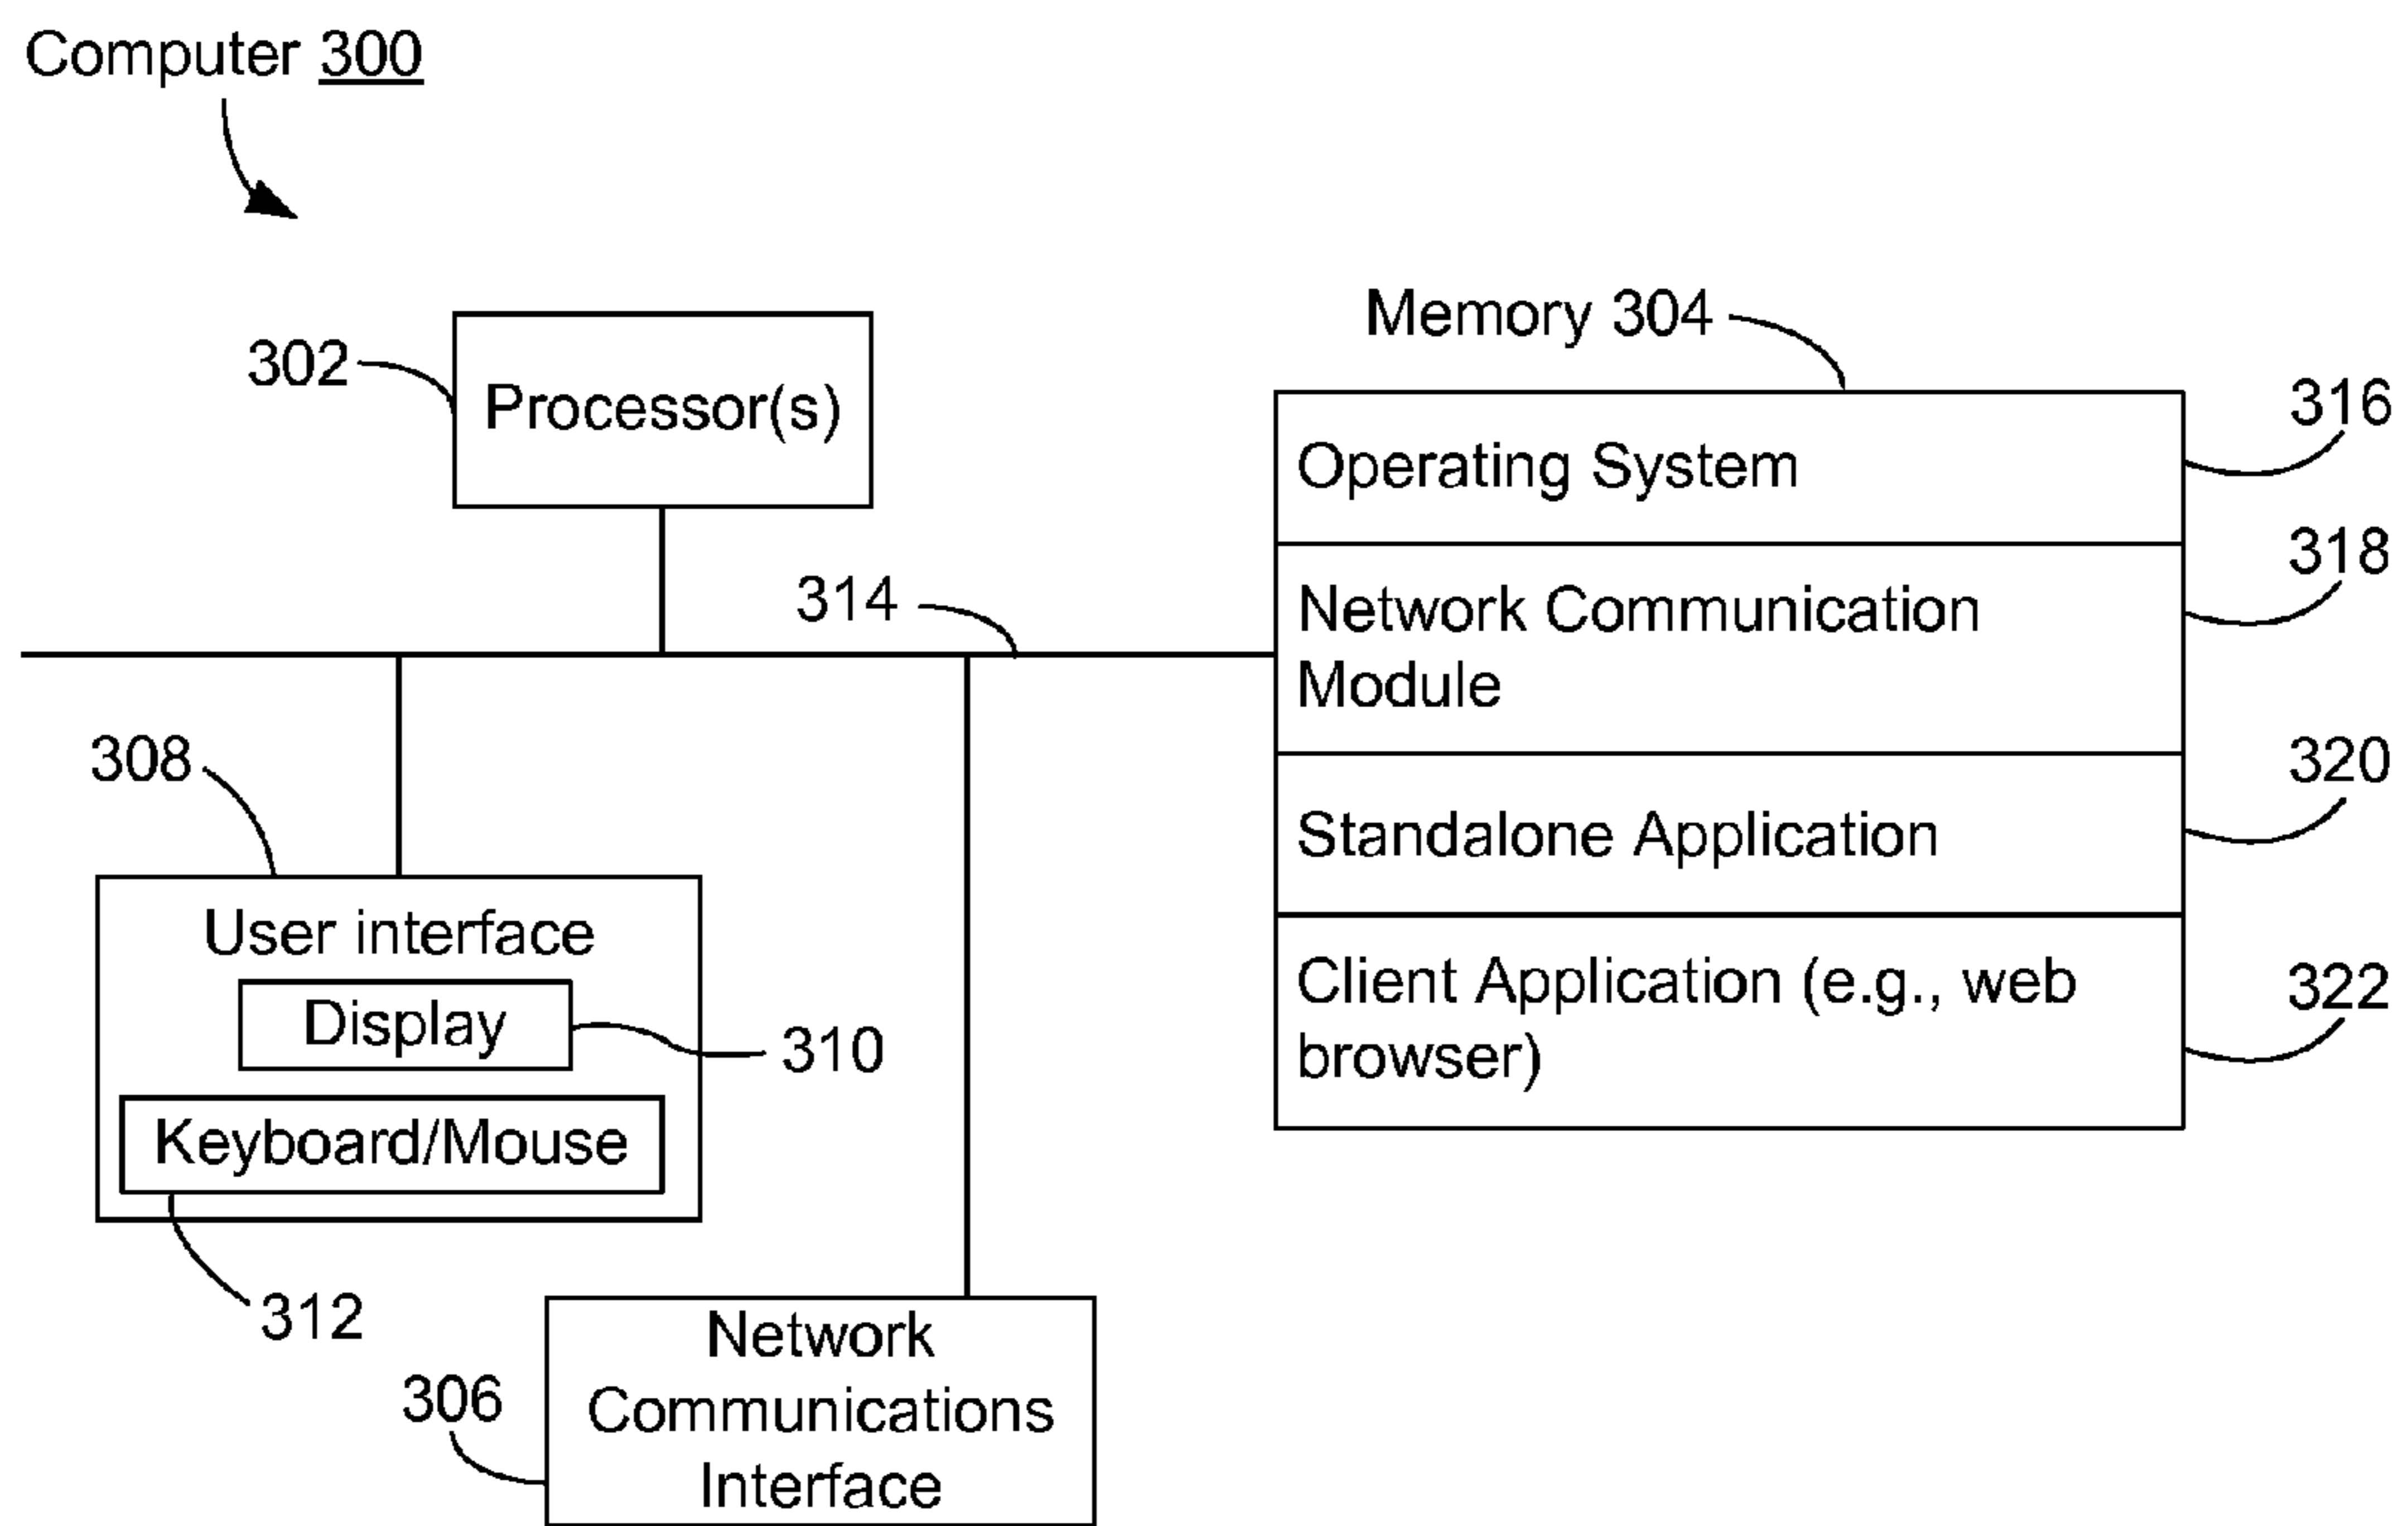 Computer 300
302
Processor(s)
Memory 304
Operating System
316
Network Communication
Module
318
Standalone Application
320
Client Application (e.g., web
browser)
322
314
308
User interface
Display
310
Keyboard/Mouse
312
306
Network
Communications
Interface